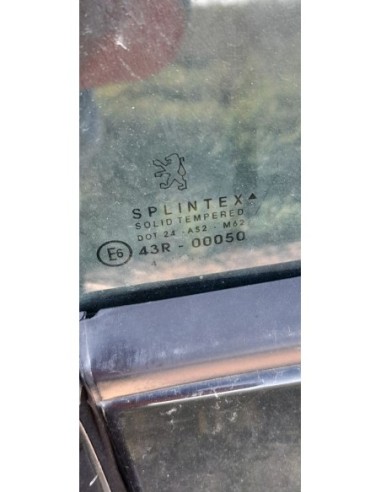 SPLINTEX
SOLID TEMPERED
DOT 24 - AS2 - M52
E6 43R - 00050